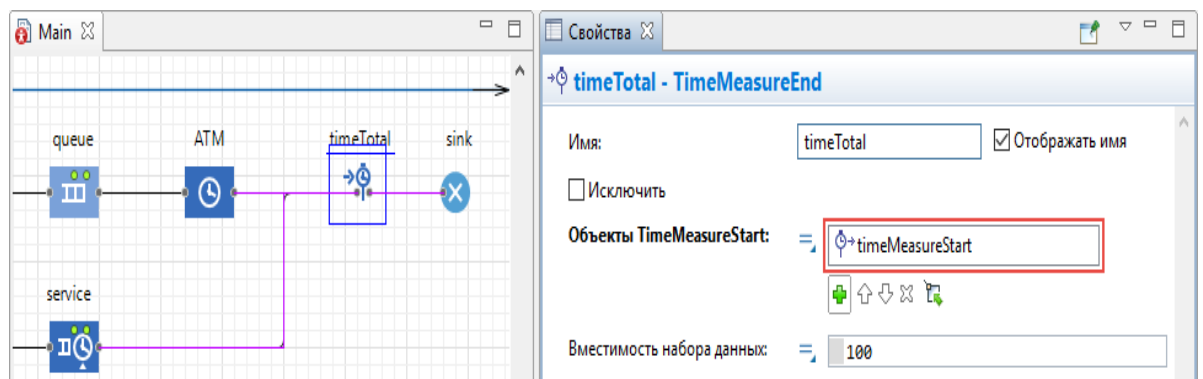 Main
queue
ATM
timeTotal
sink
service
Свойства
timeTotal - TimeMeasureEnd
Имя:
timeTotal
Отображать имя
Исключить
Объекты TimeMeasureStart:
timeMeasureStart
Вместимость набора данных:
100